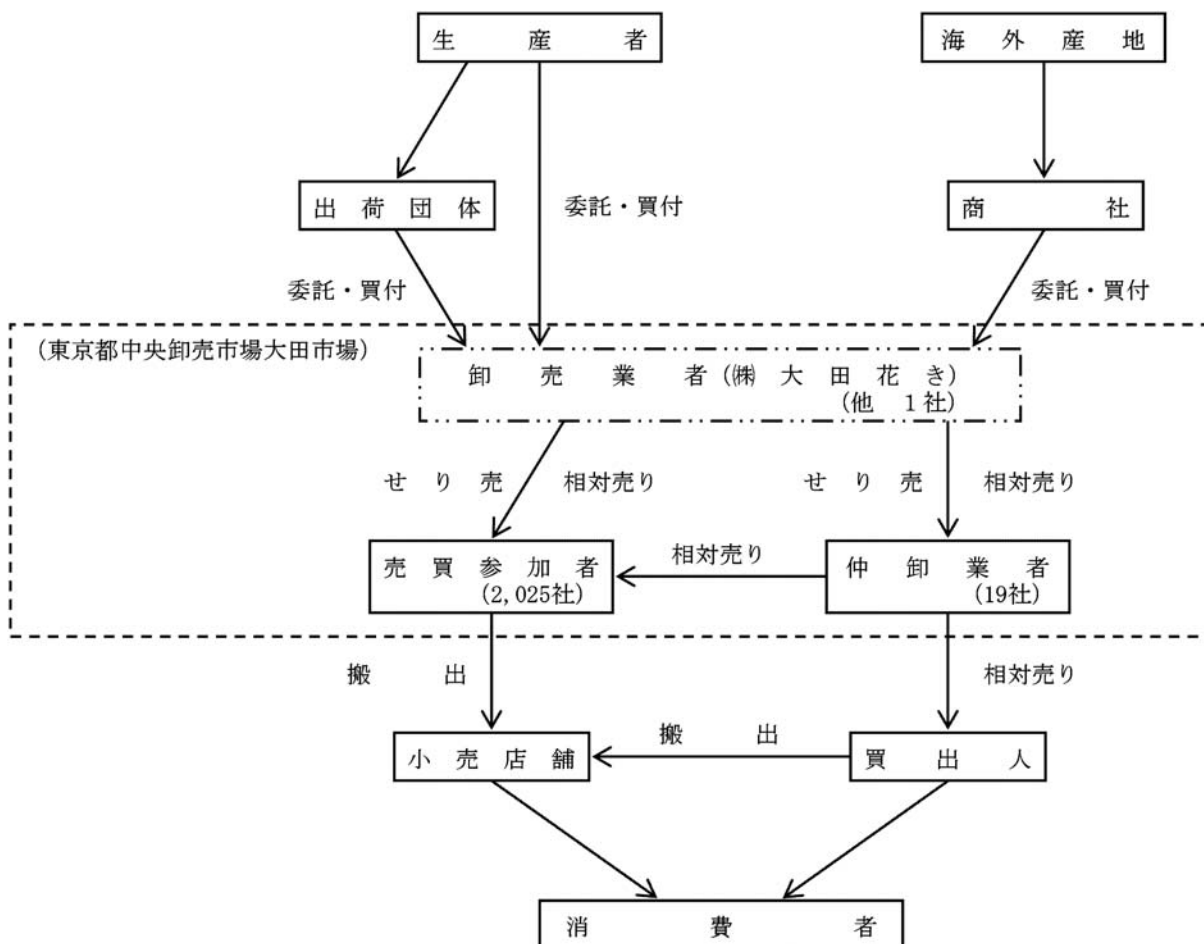 生産者
海外産地
出荷団体
委託・買付
商社
委託・買付
委託・買付
(東京都中央卸売市場大田市場)
卸売業者(㈱大田花き)
(他 1社)
せり売 相対売り
せり売 相対売り
売買参加者
(2,025社)
相対売り
仲卸業者
(19社)
搬出
相対売り
小売店舗
搬出
買出人
消費者